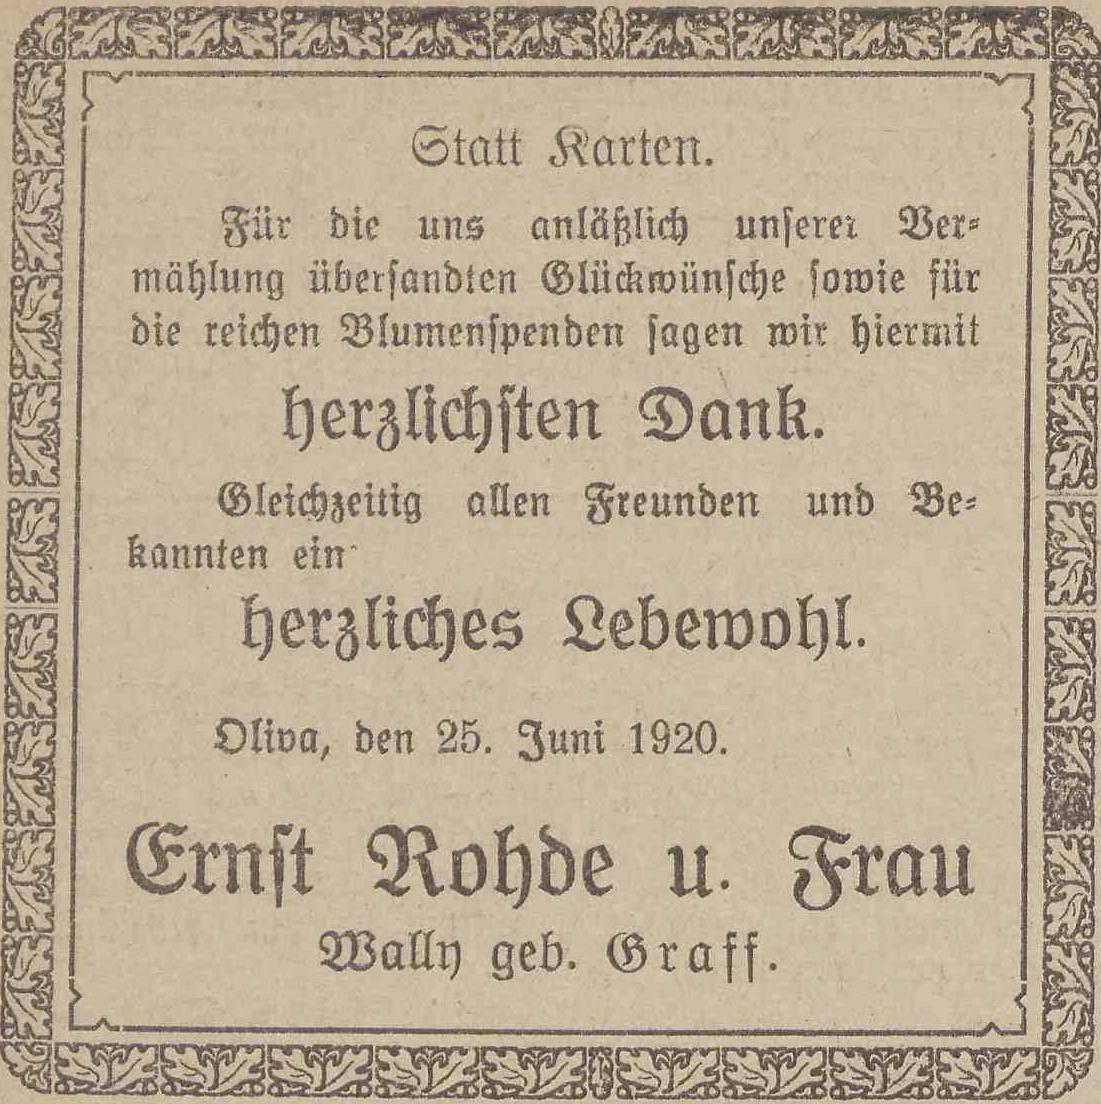 Statt Karten.
Für die uns anläßlich unserer Ver-
mählung übersandten Glückwünsche sowie für
die reichen Blumenspenden sagen wir hiermit
herzlichsten Dank.
Gleichzeitig allen Freunden und Be-
kannten ein
herzliches Lebewohl.
Oliva, den 25. Juni 1920.
Ernst Rohde u. Frau
Wally geb. Graff.